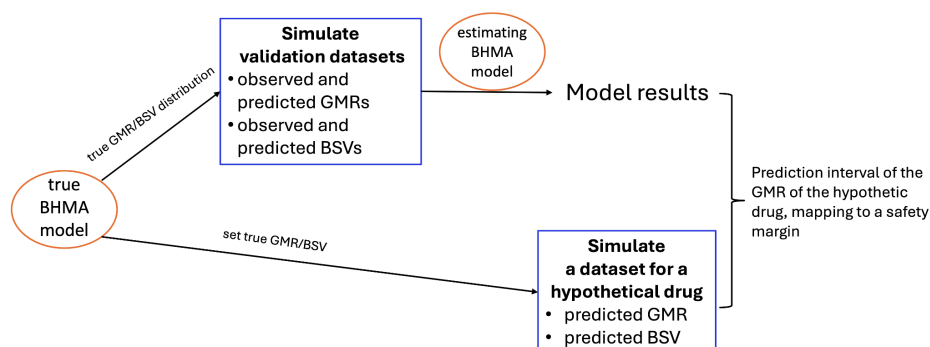 Simulate
validation datasets
• observed and
predicted GMRs
• observed and
predicted BSVs
estimating
BHMA
model
Model results
true GMR/BSV distribution
true
BHMA
model
set true GMR/BSV
Prediction interval of the
GMR of the hypothetic
drug, mapping to a safety
margin
Simulate
a dataset for a
hypothetical drug
• predicted GMR
• predicted BSV